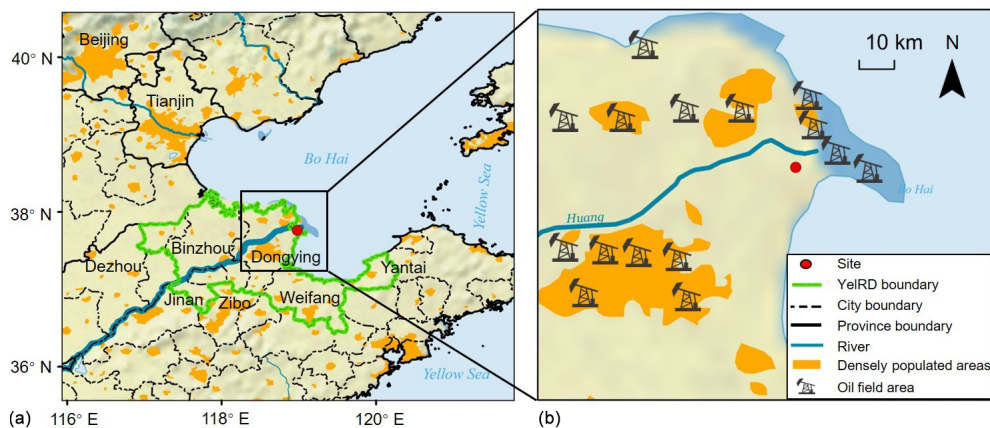 40° N
38° N
36° N
116° E
118° E
120° E
Beijing
Tianjin
Bo Hai
Yellow Sea
Binzhou
Dezhou
Dongying
Yantai
Jinan
Zibo
Weifang
Yellow Sea
(a)
10 km
N
Bo Hai
Huang
Site
YelRD boundary
City boundary
Province boundary
River
Densely populated areas
Oil field area
(b)